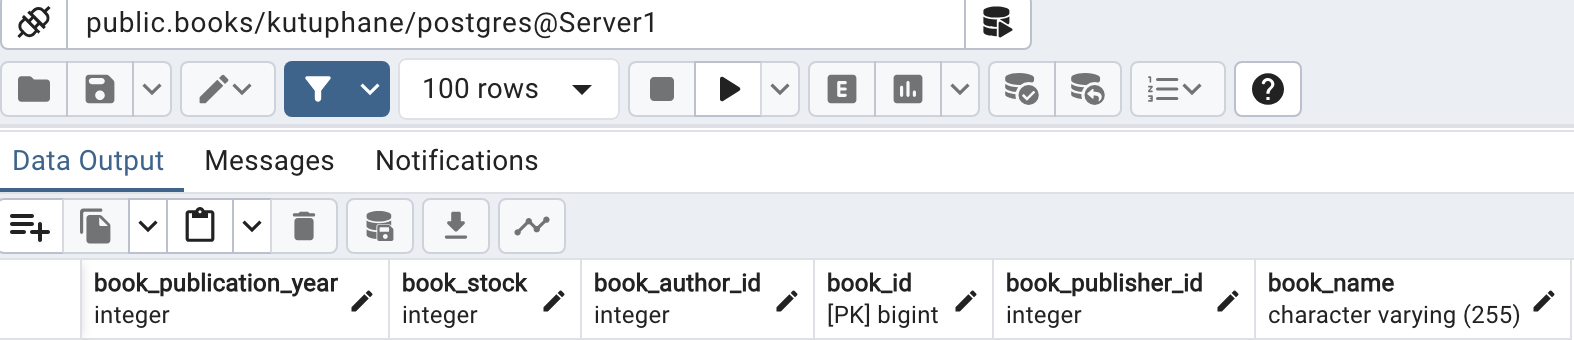 public.books/kutuphane/postgres@Server1
100 rows
E
Data Output Messages Notifications
book_publication_year book_stock book_author_id book_id book_publisher_id book_name
integer integer integer [PK] bigint integer character varying (255)